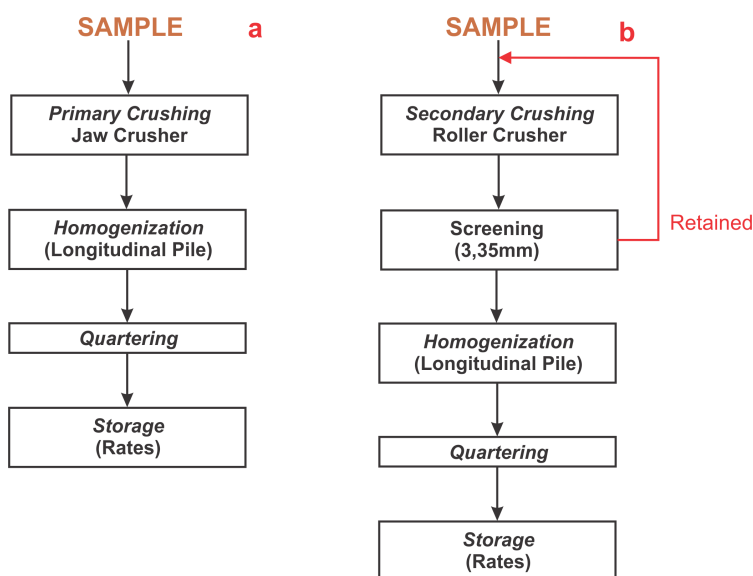 SAMPLE
a
Primary Crushing
Jaw Crusher
Homogenization
(Longitudinal Pile)
Quartering
Storage
(Rates)
SAMPLE
b
Secondary Crushing
Roller Crusher
Screening
(3,35mm)
Retained
Homogenization
(Longitudinal Pile)
Quartering
Storage
(Rates)